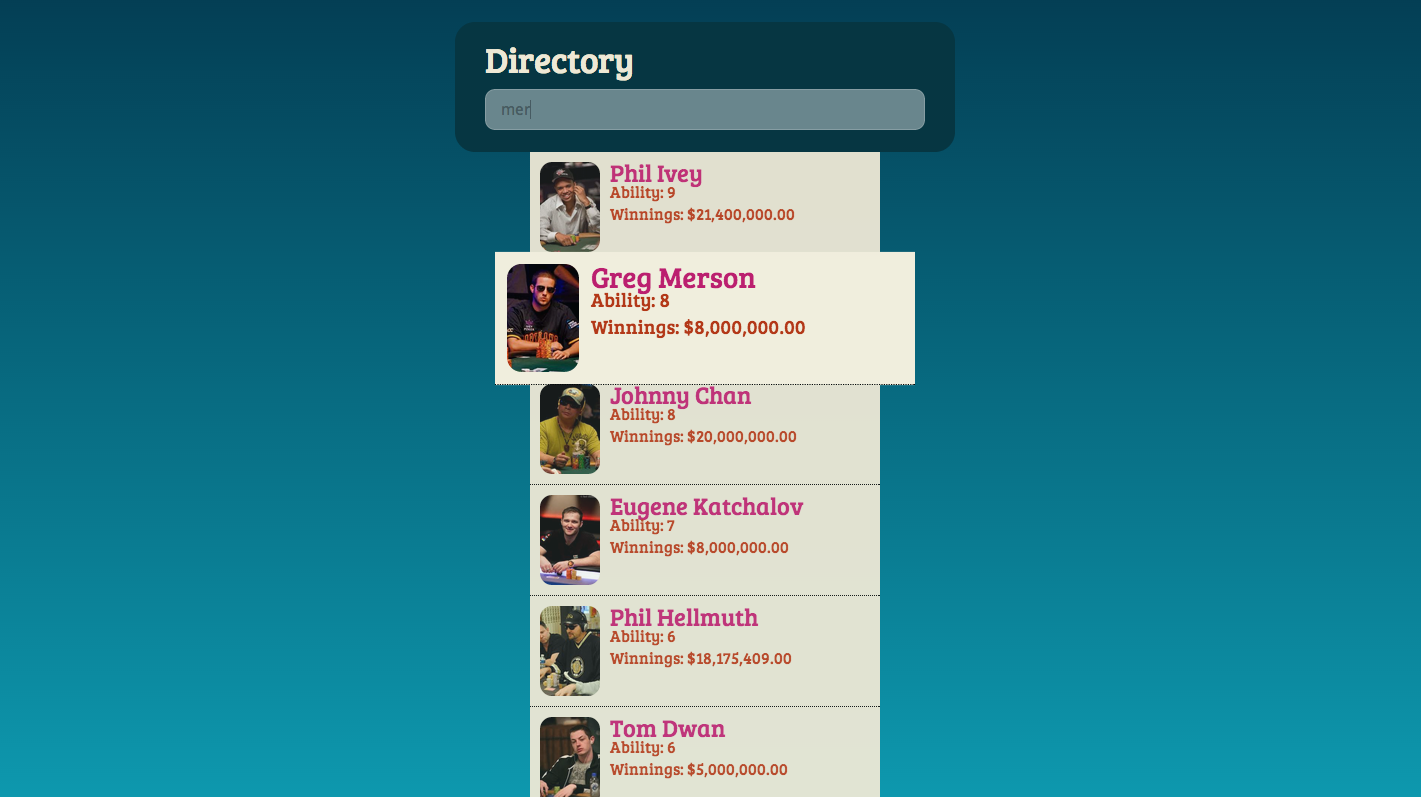 Directory
mer
Phil Ivey
Ability: 9
Winnings: $21,400,000.00
Greg Merson
Ability: 8
Winnings: $8,000,000.00
Johnny Chan
Ability: 8
Winnings: $20,000,000.00
Eugene Katchalov
Ability: 7
Winnings: $8,000,000.00
Phil Hellmuth
Ability: 6
Winnings: $18,175,409.00
Tom Dwan
Ability: 6
Winnings: $5,000,000.00